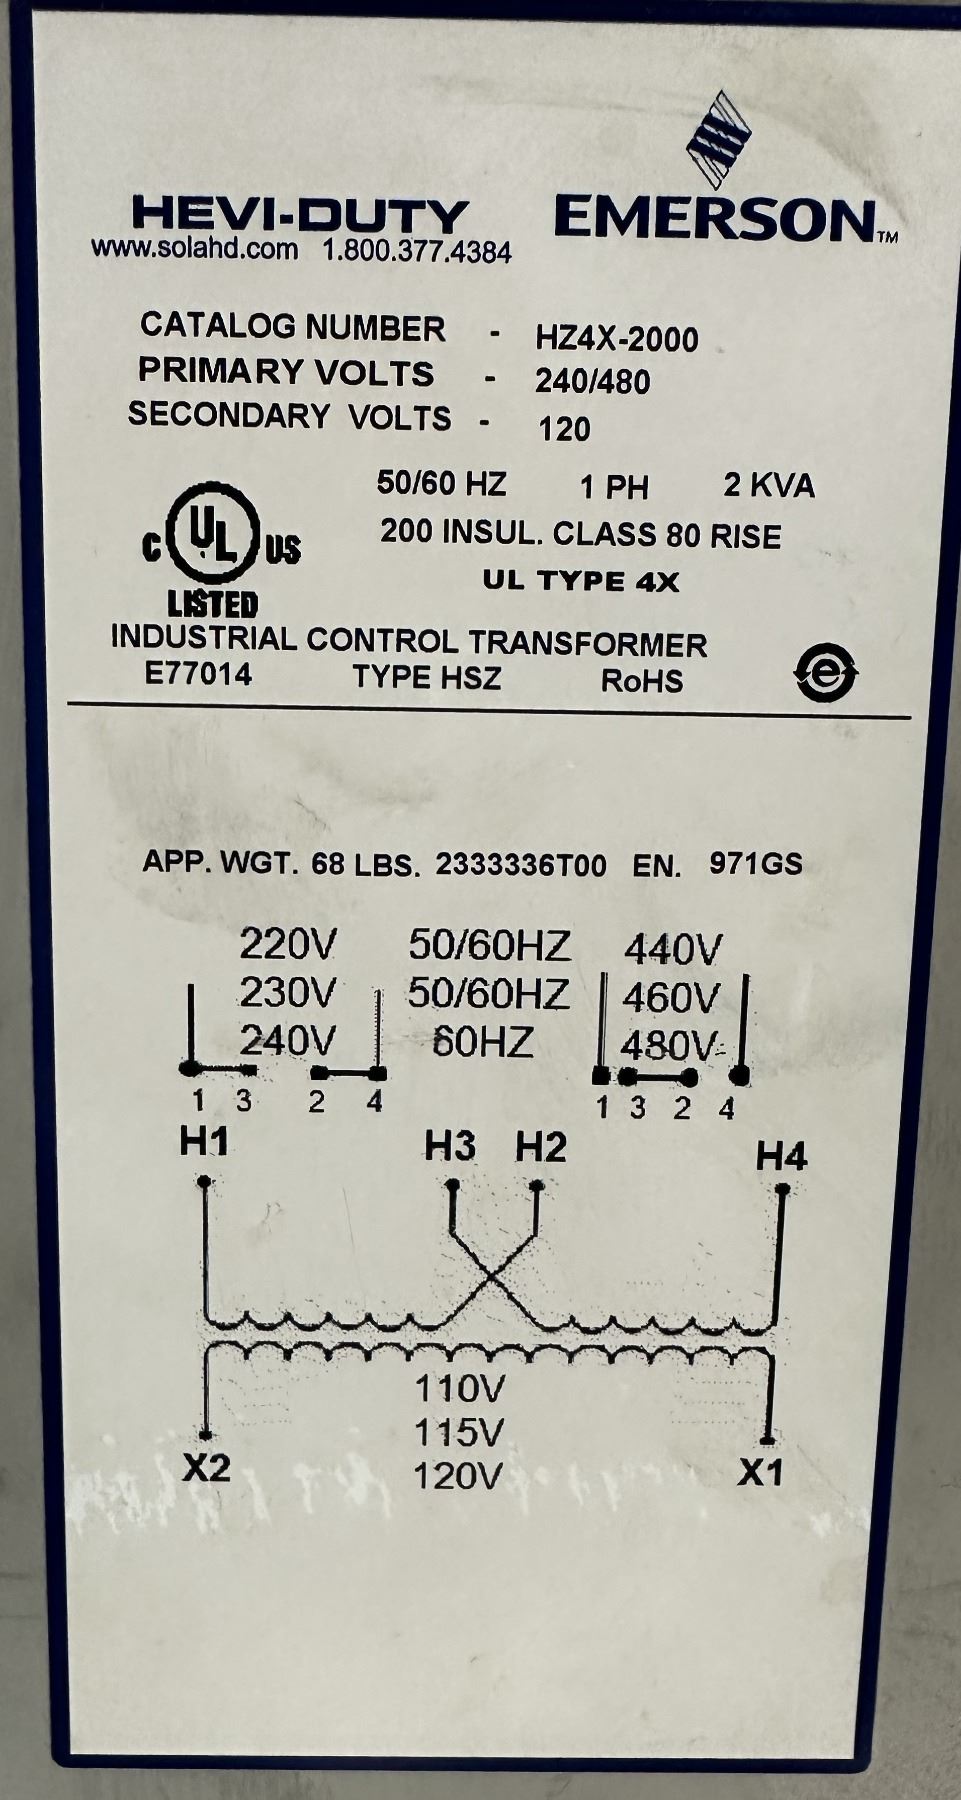 HEVI-DUTY EMERSON™
www.solahd.com 1.800.377.4384
CATALOG NUMBER - HZ4X-2000
PRIMARY VOLTS - 240/480
SECONDARY VOLTS - 120
50/60 HZ 1 PH 2 KVA
200 INSUL. CLASS 80 RISE
C UL US
UL TYPE 4X
LISTED
INDUSTRIAL CONTROL TRANSFORMER
E77014 TYPE HSZ RoHS e
APP. WGT. 68 LBS. 2333336T00 EN. 971GS
220V 50/60HZ 440V
230V 50/60HZ 460V
240V 60HZ 480V
1 3 2 4 1 3 2 4
H1 H3 H2 H4
110V
115V
X2 120V X1